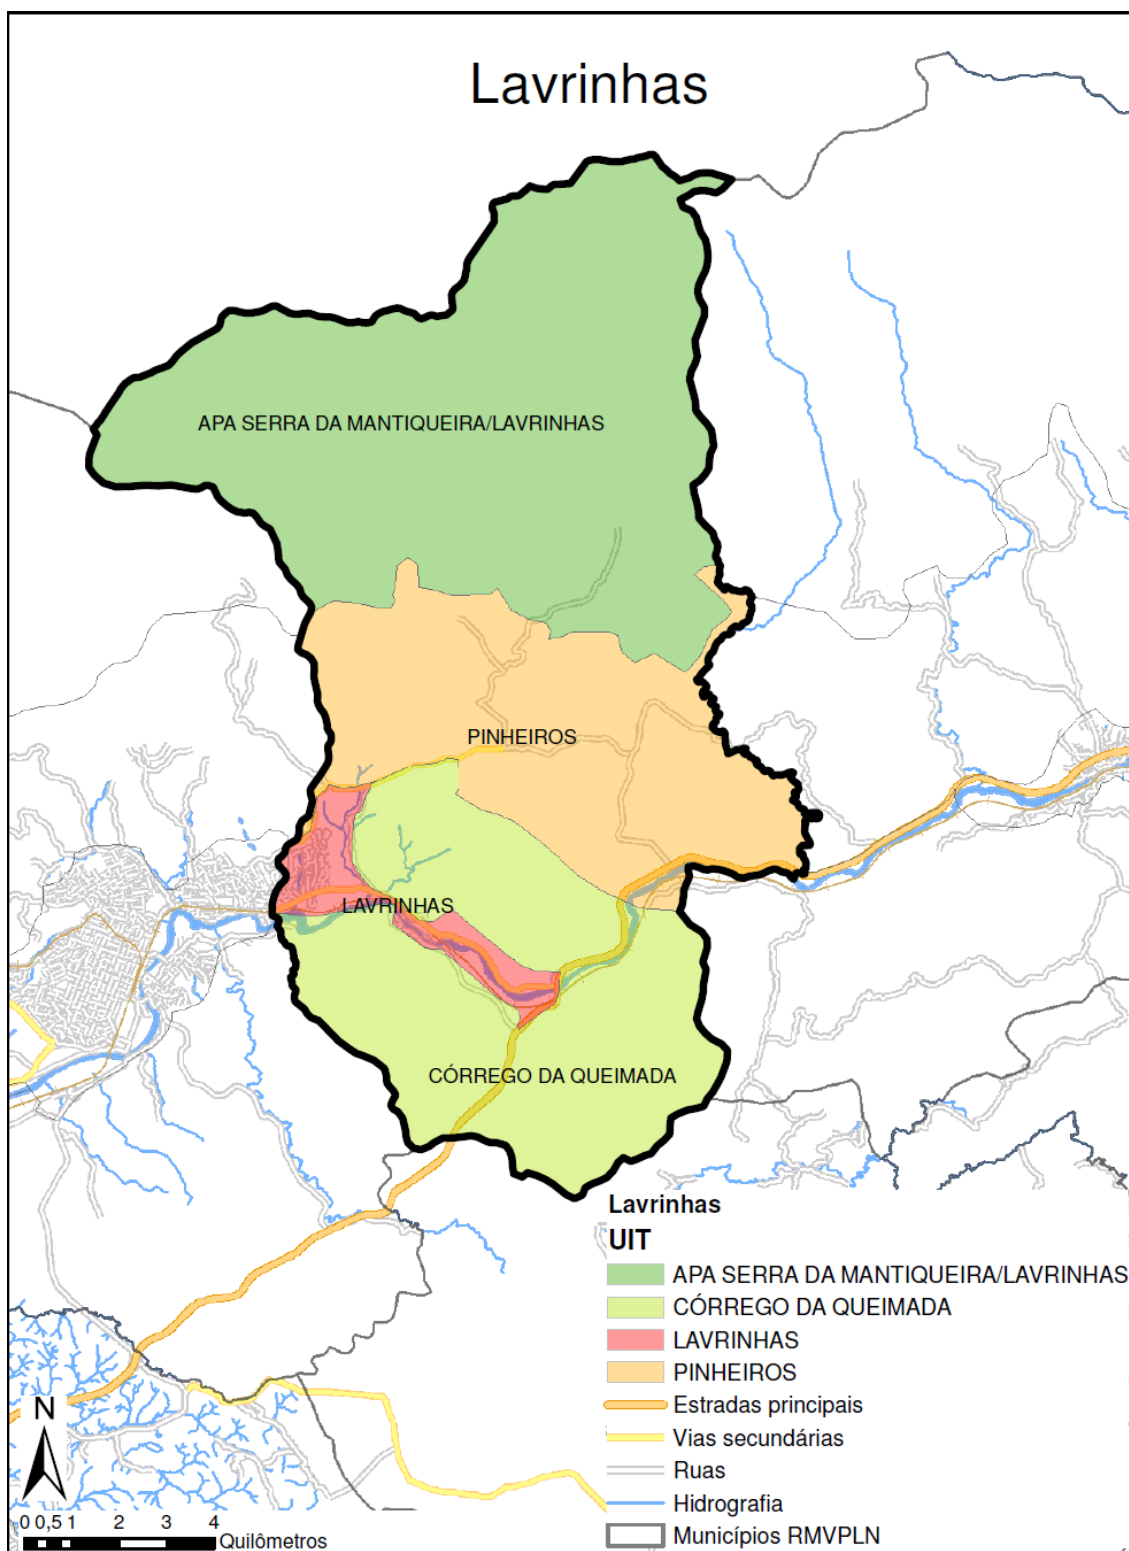 Lavrinhas
APA SERRA DA MANTIQUEIRA/LAVRINHAS
PINHEIROS
LAVRINHAS
CÓRREGO DA QUEIMADA
Lavrinhas
UIT
APA SERRA DA MANTIQUEIRA/LAVRINHAS
CÓRREGO DA QUEIMADA
LAVRINHAS
PINHEIROS
Estradas principais
Vias secundárias
Ruas
Hidrografia
Municípios RMVPLN
N
0 0,5 1 2 3 4
Quilômetros